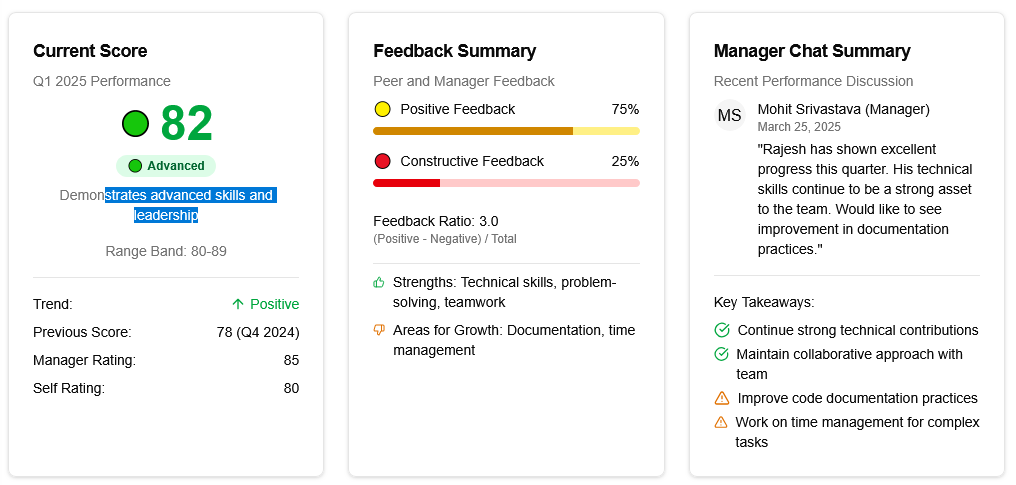 Current Score
Q1 2025 Performance
82
Advanced
Demonstrates advanced skills and
leadership
Range Band: 80-89
Trend: Positive
Previous Score: 78 (Q4 2024)
Manager Rating: 85
Self Rating: 80
Feedback Summary
Peer and Manager Feedback
Positive Feedback 75%
Constructive Feedback 25%
Feedback Ratio: 3.0
(Positive - Negative) / Total
Strengths: Technical skills, problem-
solving, teamwork
Areas for Growth: Documentation, time
management
Manager Chat Summary
Recent Performance Discussion
MS
Mohit Srivastava (Manager)
March 25, 2025
"Rajesh has shown excellent
progress this quarter. His technical
skills continue to be a strong asset
to the team. Would like to see
improvement in documentation
practices."
Key Takeaways:
Continue strong technical contributions
Maintain collaborative approach with
team
Improve code documentation practices
Work on time management for complex
tasks